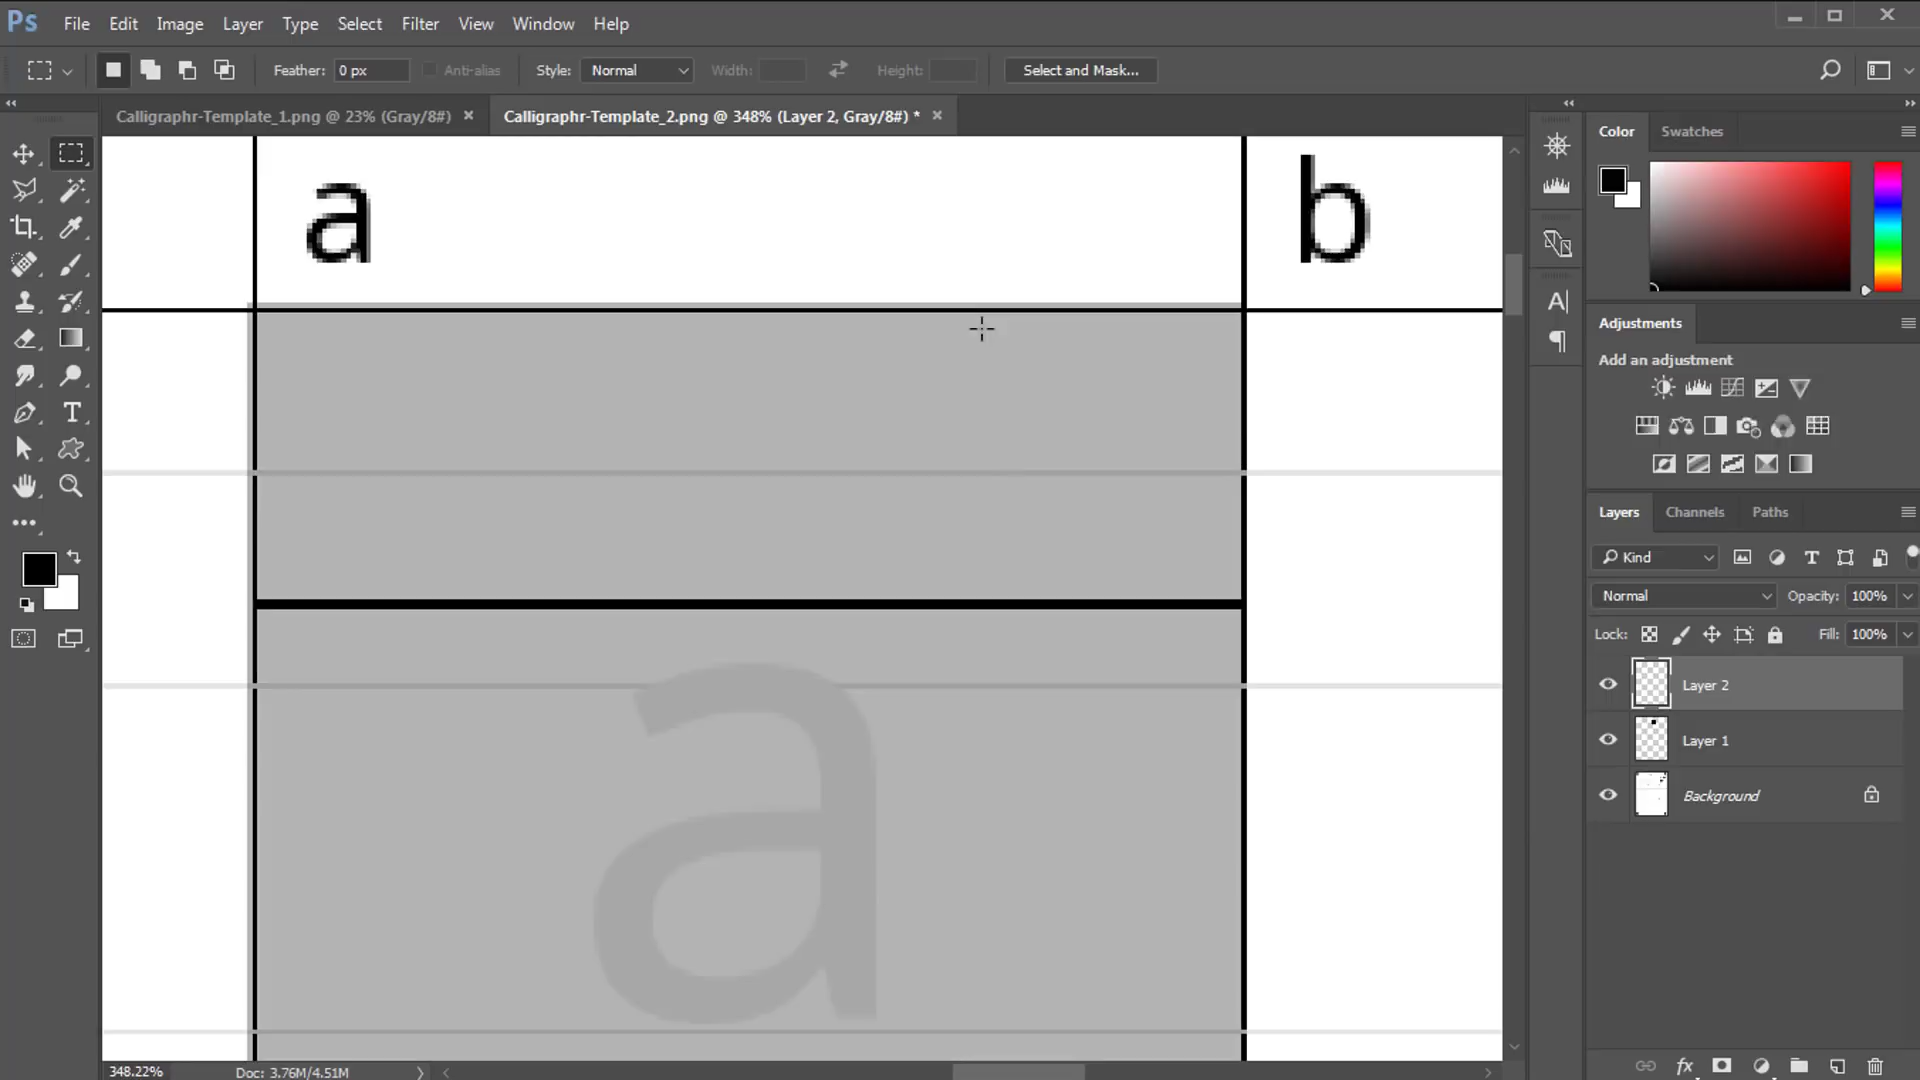 Ps File Edit Image Layer Type Select Filter View Window Help
Feather: 0 px Anti-alias Style: Normal Width: Height: Select and Mask...
Calligraphr-Template_1.png @ 23% (Gray/8#) × Calligraphr-Template_2.png @ 348% (Layer 2, Gray/8#) * ×
Color Swatches
a b
Adjustments
Add an adjustment
Layers Channels Paths
Kind
Normal Opacity: 100%
Lock: Fill: 100%
Layer 2
Layer 1
Background
a
348.22% Doc: 3.76M/4.51M